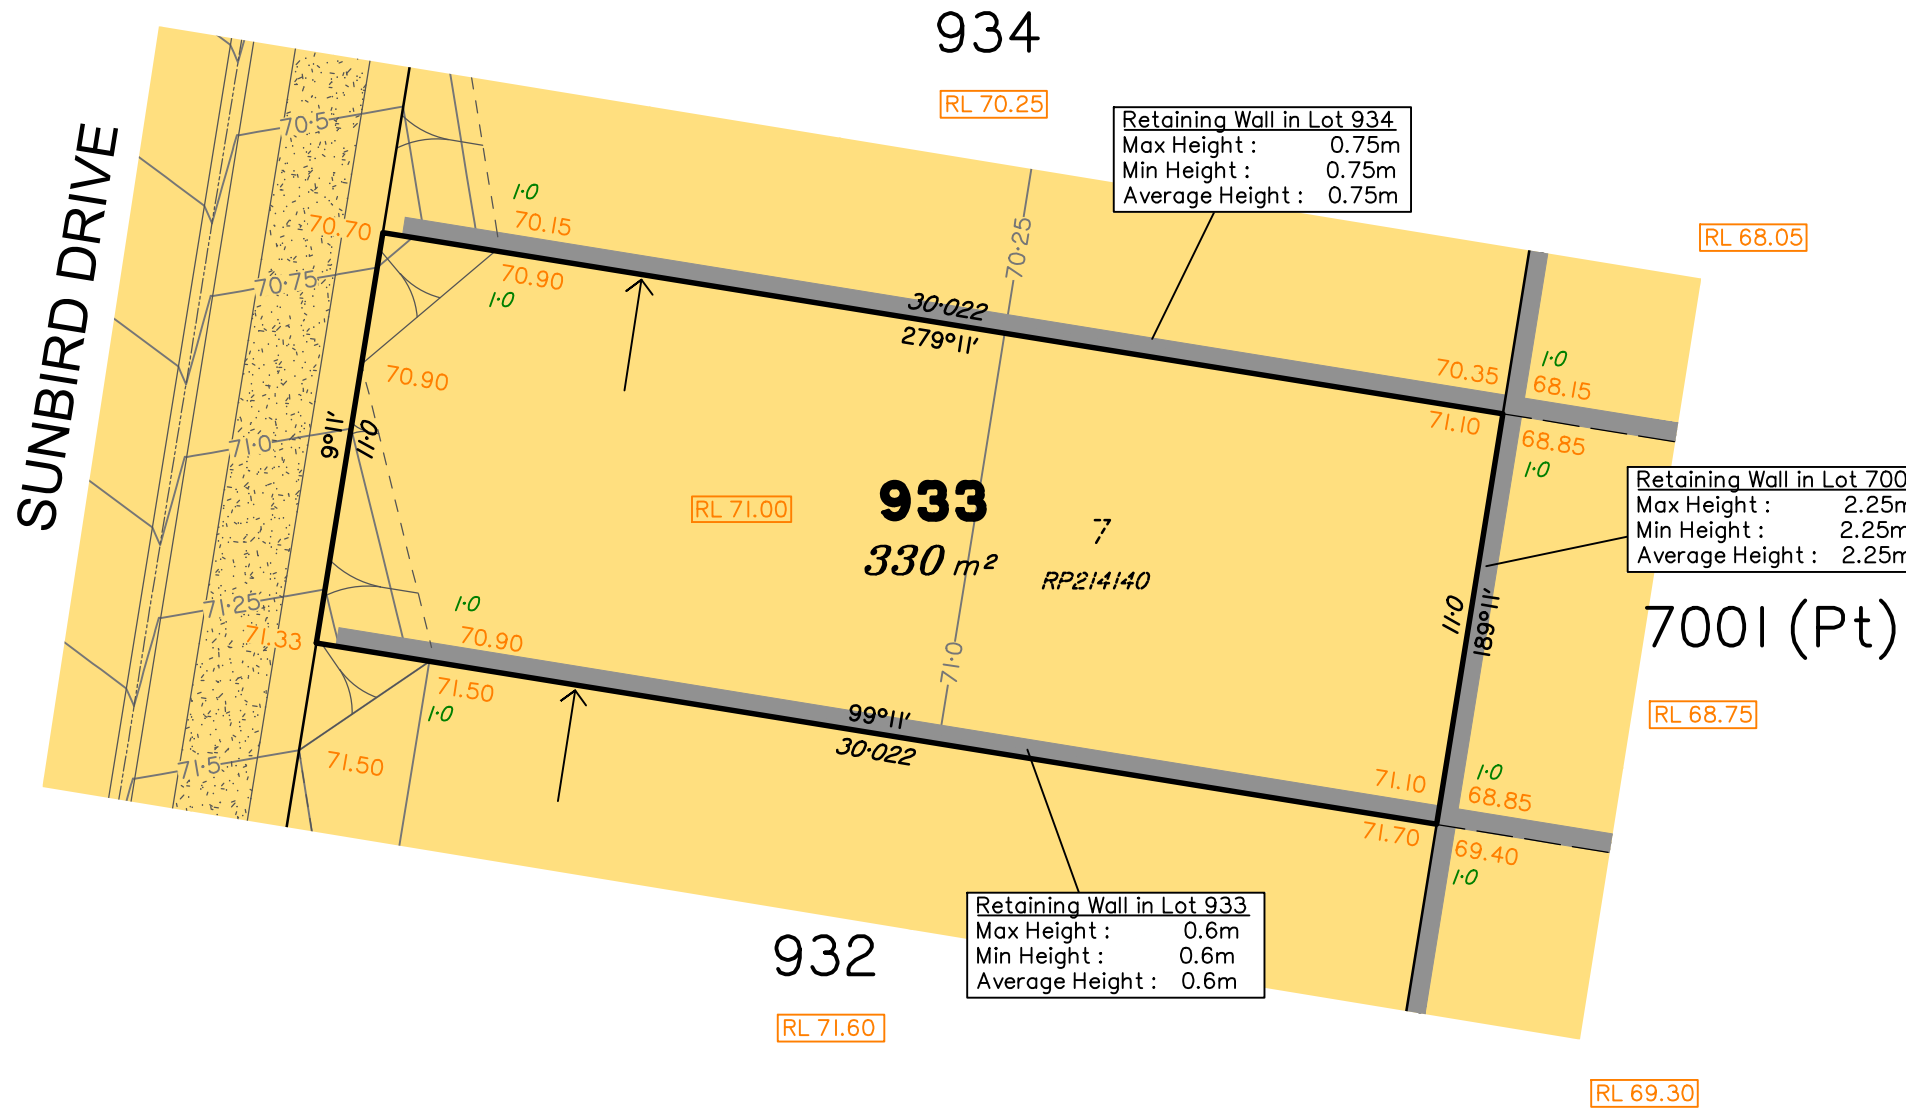 934
RL 70.25
Retaining Wall in Lot 934
Max Height : 0.75m
Min Height : 0.75m
Average Height : 0.75m
SUNBIRD DRIVE
70·5
1·0
70.15
70.70
70.90
1·0
70·75
70·25
RL 68.05
30·022
279°11'
70.90
70.35
1·0
68.15
71.10
68.85
1·0
71·0
9°11'
11·0
RL 71.00
933
330 m²
7
RP214140
Retaining Wall in Lot 700
Max Height : 2.25m
Min Height : 2.25m
Average Height : 2.25m
11·0
189°11'
7001 (Pt)
71·25
71.33
1·0
70.90
71.50
1·0
71·0
99°11'
30·022
RL 68.75
71·5
71.50
71.10
1·0
68.85
71.70
69.40
1·0
932
RL 71.60
Retaining Wall in Lot 933
Max Height : 0.6m
Min Height : 0.6m
Average Height : 0.6m
RL 69.30